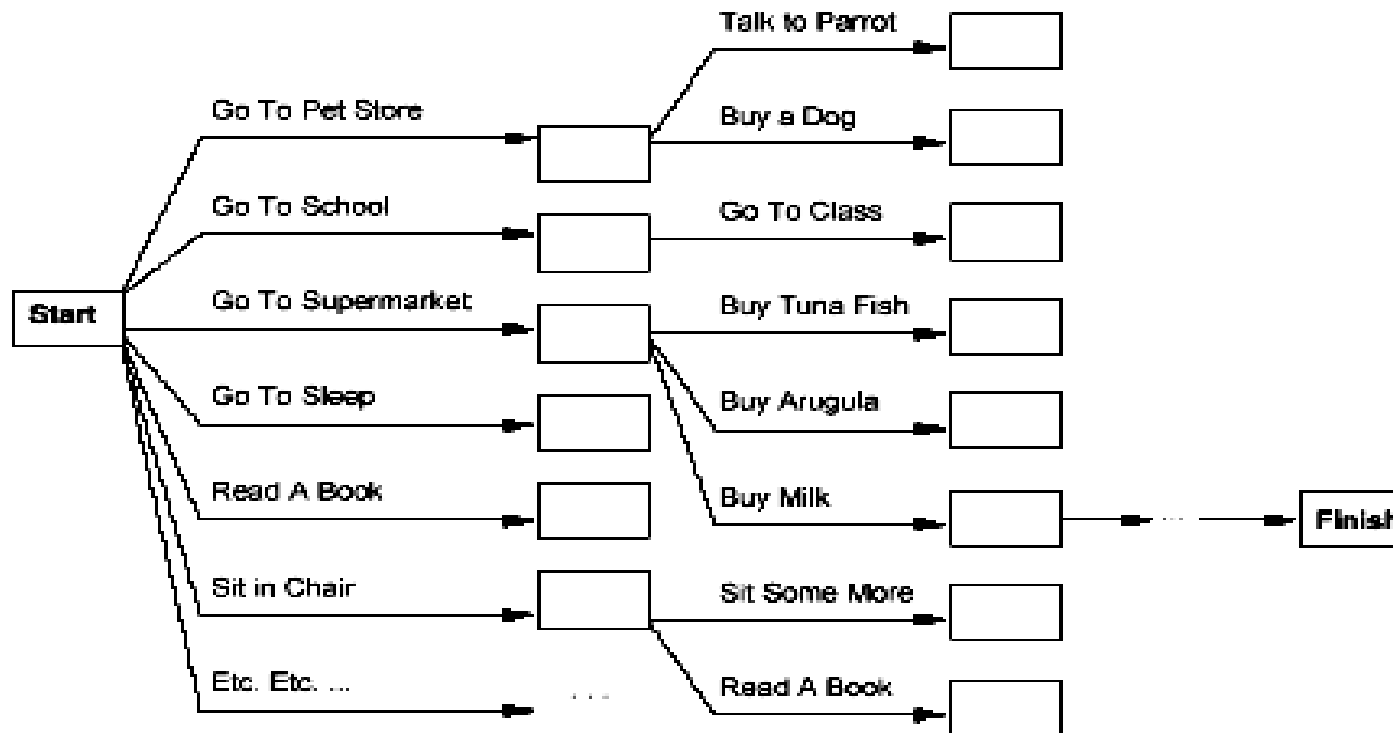 Talk to Parrot
Go To Pet Store
Buy a Dog
Go To School
Go To Class
Start
Go To Supermarket
Buy Tuna Fish
Go To Sleep
Buy Arugula
Read A Book
Buy Milk
...
Finish
Sit in Chair
Sit Some More
Etc. Etc. ...
...
Read A Book